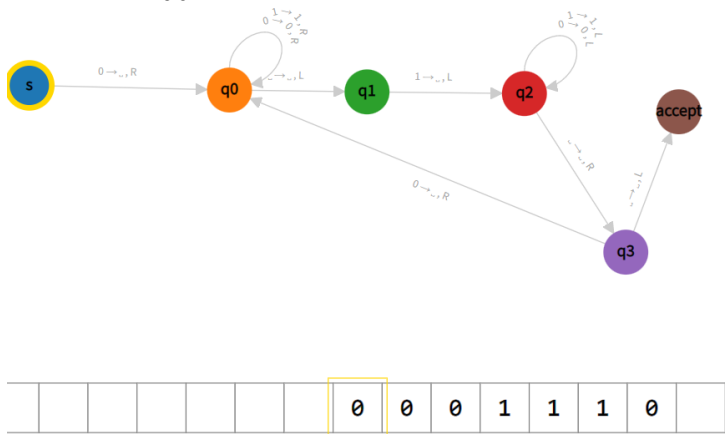 1→1,R
0→0,R
1→1,L
0→0,L
s
0→_,R
q0
_→_,L
q1
1→_,L
q2
accept
_→_,R
_→_,L
0→_,R
q3
0 0 0 1 1 1 0